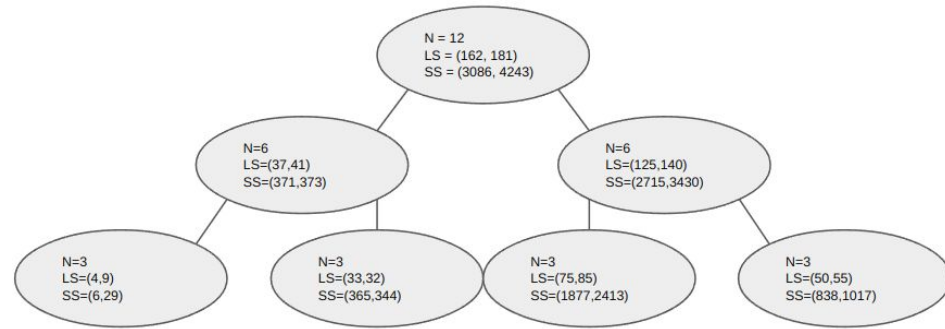 N = 12
LS = (162, 181)
SS = (3086, 4243)
N=6
LS=(37,41)
SS=(371,373)
N=6
LS=(125,140)
SS=(2715,3430)
N=3
LS=(4,9)
SS=(6,29)
N=3
LS=(33,32)
SS=(365,344)
N=3
LS=(75,85)
SS=(1877,2413)
N=3
LS=(50,55)
SS=(838,1017)